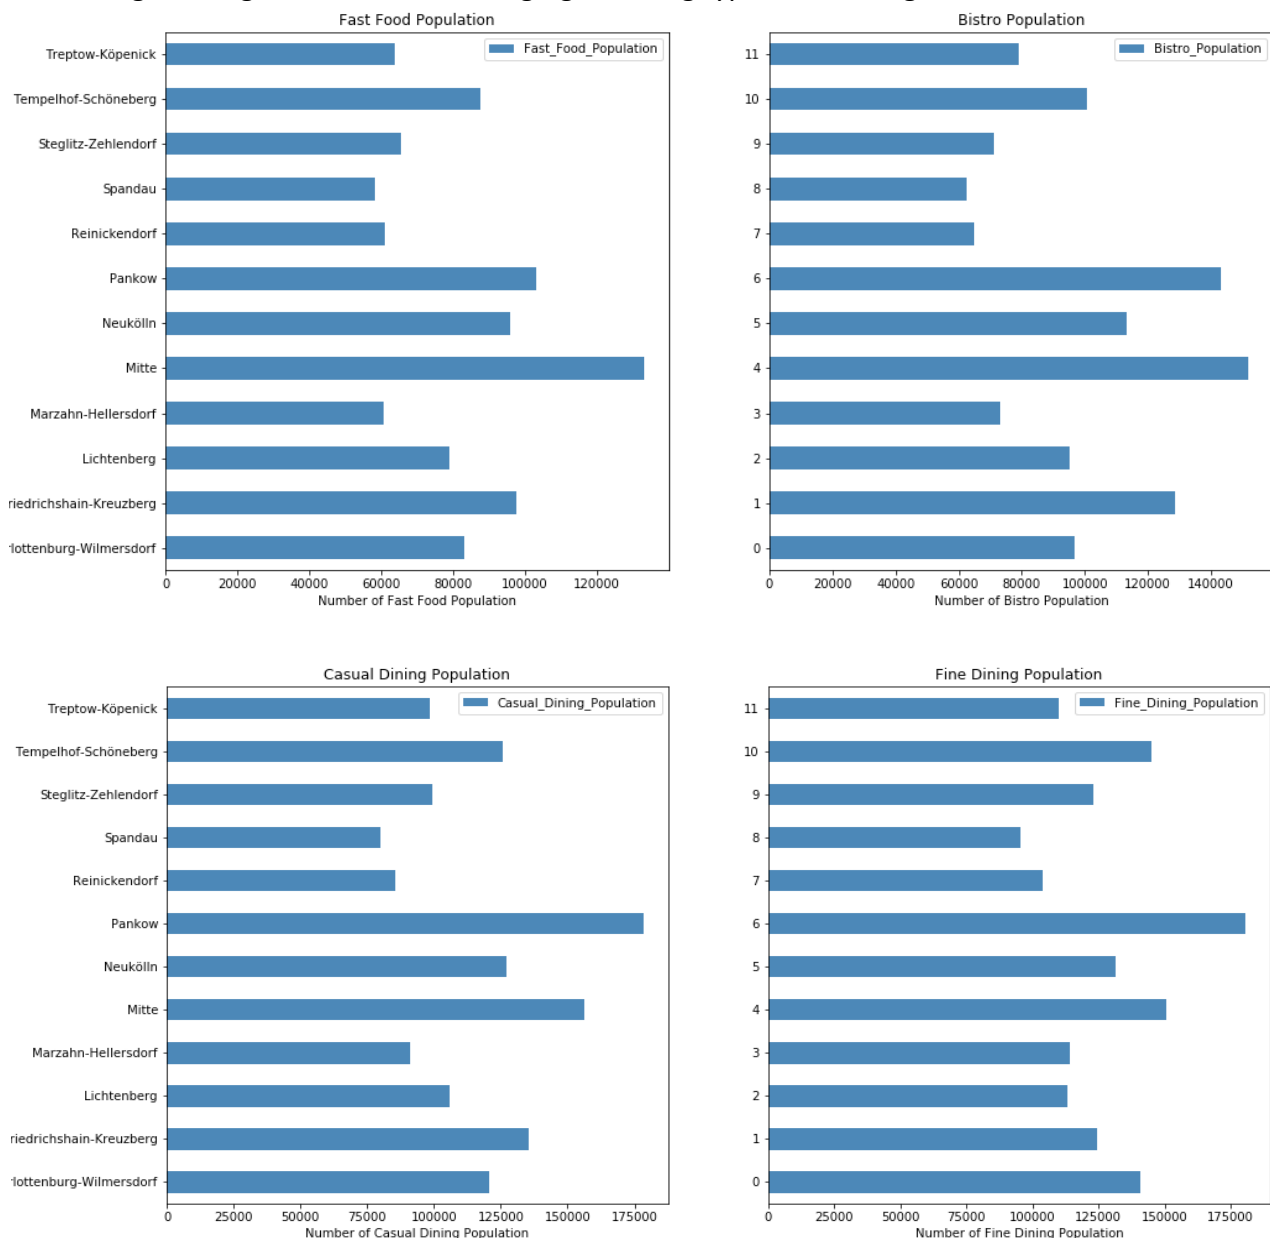 Fast Food Population
Fast_Food_Population
Treptow-Köpenick
Tempelhof-Schöneberg
Steglitz-Zehlendorf
Spandau
Reinickendorf
Pankow
Neukölln
Mitte
Marzahn-Hellersdorf
Lichtenberg
riedrichshain-Kreuzberg
lottenburg-Wilmersdorf
0 20000 40000 60000 80000 100000 120000
Number of Fast Food Population
Bistro Population
Bistro_Population
11
10
9
8
7
6
5
4
3
2
1
0
0 20000 40000 60000 80000 100000 120000 140000
Number of Bistro Population
Casual Dining Population
Casual_Dining_Population
Treptow-Köpenick
Tempelhof-Schöneberg
Steglitz-Zehlendorf
Spandau
Reinickendorf
Pankow
Neukölln
Mitte
Marzahn-Hellersdorf
Lichtenberg
riedrichshain-Kreuzberg
lottenburg-Wilmersdorf
0 25000 50000 75000 100000 125000 150000 175000
Number of Casual Dining Population
Fine Dining Population
Fine_Dining_Population
11
10
9
8
7
6
5
4
3
2
1
0
0 25000 50000 75000 100000 125000 150000 175000
Number of Fine Dining Population